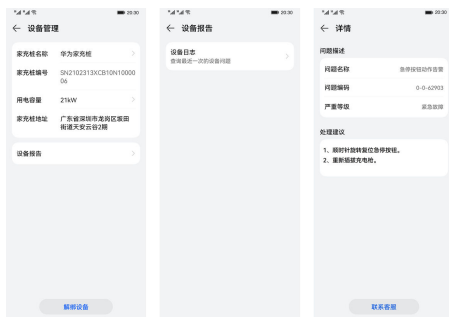 20:30
← 设备管理
家充桩名称 华为家充桩
家充桩编号 SN2102313XCB10N10000
06
用电容量 21kW
家充桩地址 广东省深圳市龙岗区坂田
街道天安云谷2期
设备报告
解绑设备
20:30
← 设备报告
设备日志
查询最近一次的设备问题
20:30
← 详情
问题描述
问题名称 急停按钮动作告警
问题编码 0-0-62903
严重等级 紧急故障
处理建议
1、顺时针旋转复位急停按钮。
2、重新插拔充电枪。
联系客服